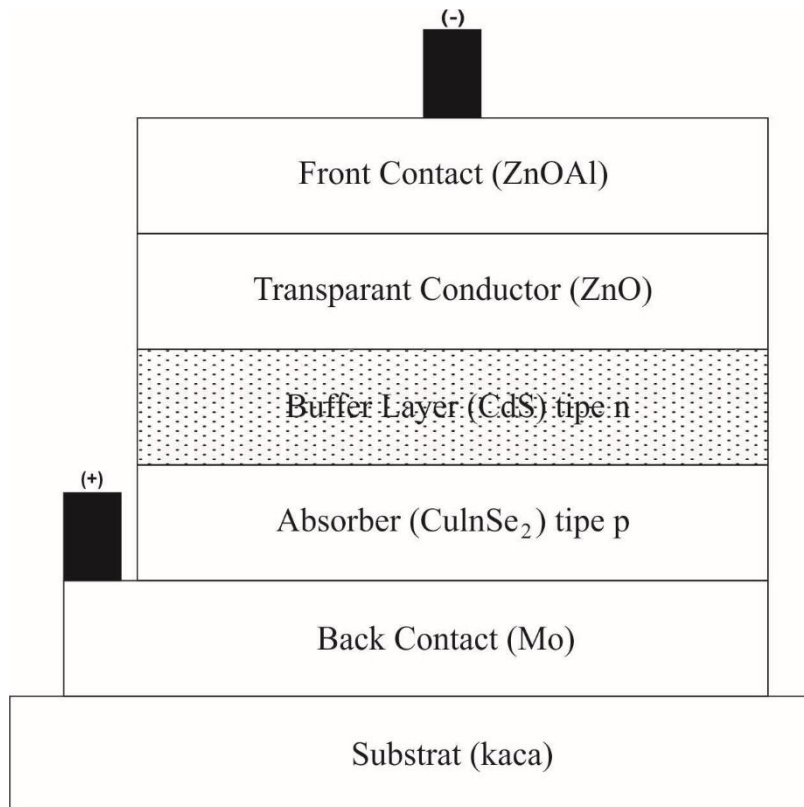 (-)
Front Contact (ZnOAl)
Transparant Conductor (ZnO)
Buffer Layer (CdS) tipe n
(+)
Absorber (CuInSe₂) tipe p
Back Contact (Mo)
Substrat (kaca)